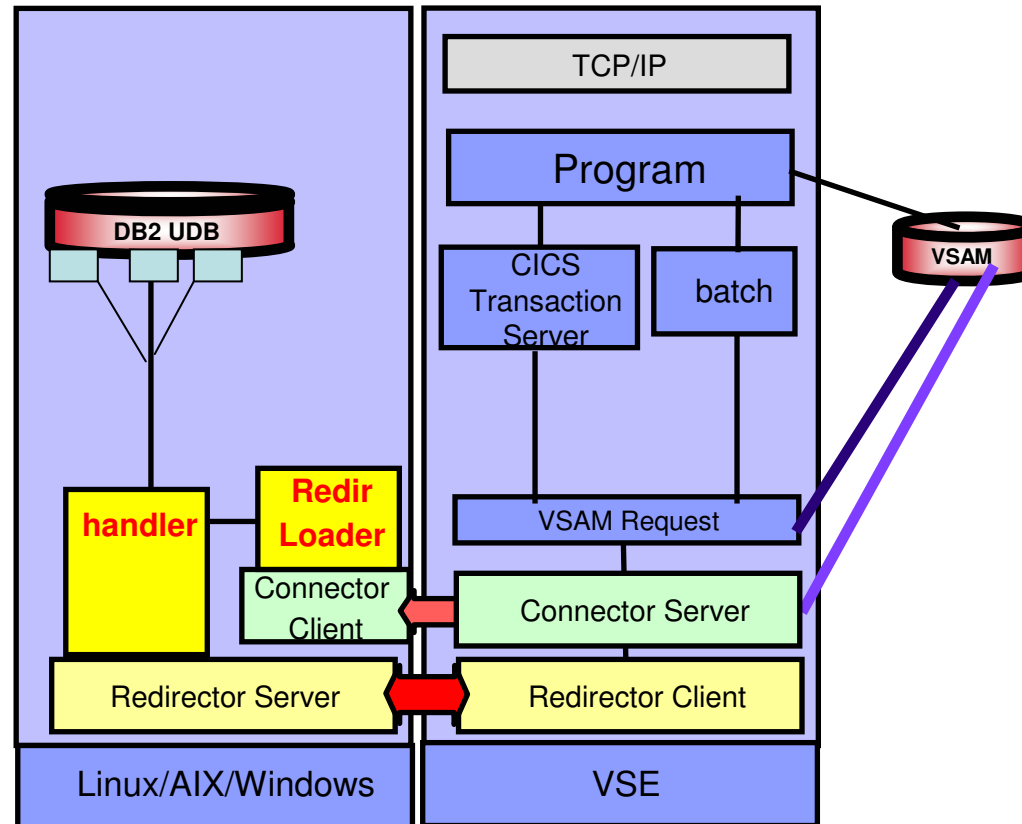 TCP/IP
Program
DB2 UDB
VSAM
CICS
Transaction
Server
batch
Redir
Loader
handler
VSAM Request
Connector
Client
Connector Server
Redirector Server
Redirector Client
Linux/AIX/Windows
VSE